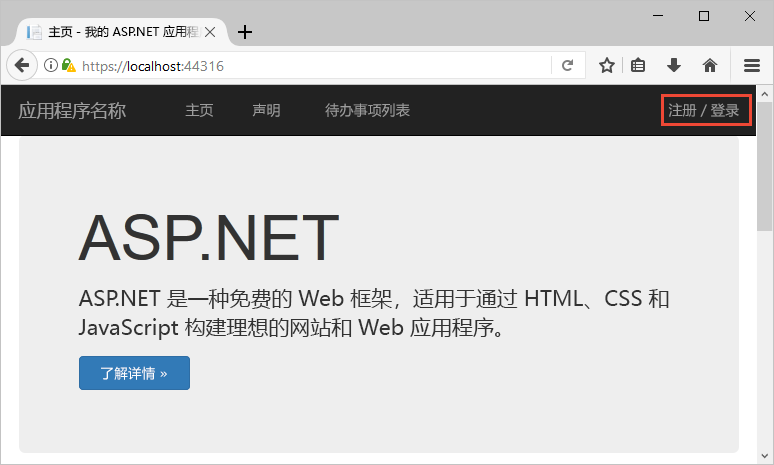 主页 - 我的 ASP.NET 应用程
https://localhost:44316
应用程序名称 主页 声明 待办事项列表 注册 / 登录
ASP.NET
ASP.NET 是一种免费的 Web 框架，适用于通过 HTML、CSS 和
JavaScript 构建理想的网站和 Web 应用程序。
了解详情 »